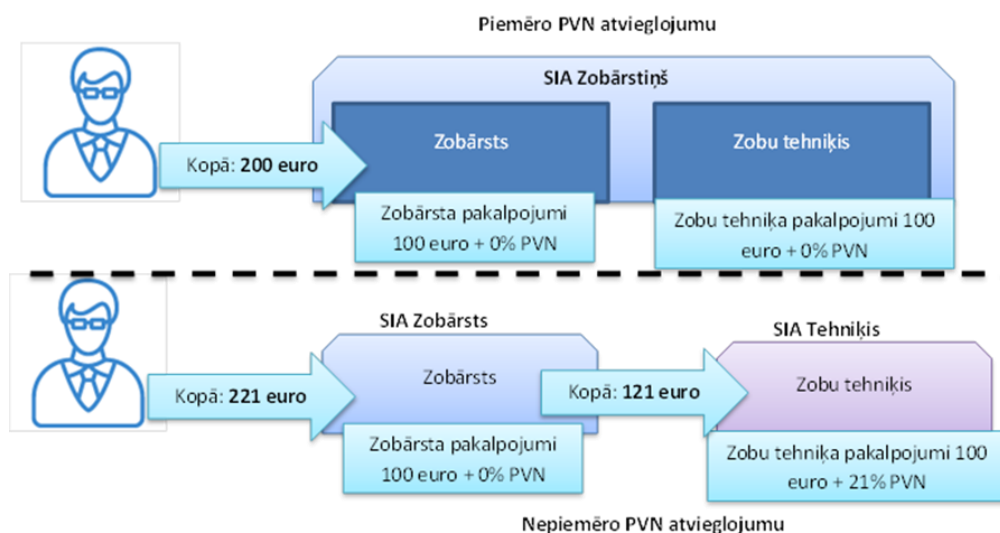 Piemēro PVN atvieglojumu
SIA Zobārstiņš
Zobārsts
Zobu tehniķis
Kopā: 200 euro
Zobārsta pakalpojumi
100 euro + 0% PVN
Zobu tehniķa pakalpojumi 100
euro + 0% PVN
SIA Zobārsts
SIA Tehniķis
Zobārsts
Zobu tehniķis
Kopā: 221 euro
Kopā: 121 euro
Zobārsta pakalpojumi
100 euro + 0% PVN
Zobu tehniķa pakalpojumi 100
euro + 21% PVN
Nepiemēro PVN atvieglojumu